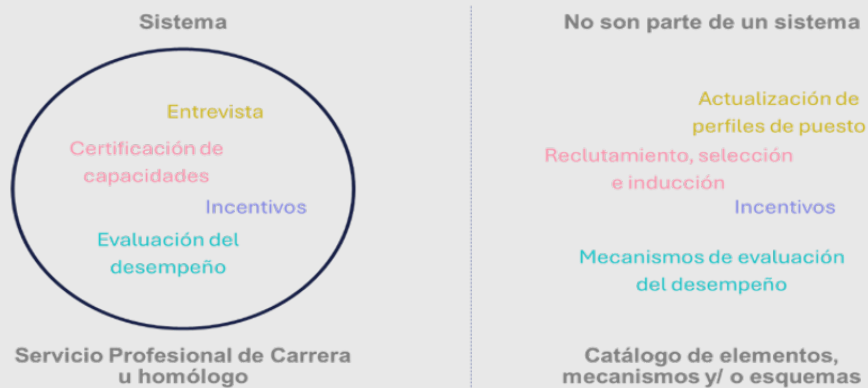 Sistema
Entrevista
Certificación de
capacidades
Incentivos
Evaluación del
desempeño
Servicio Profesional de Carrera
u homólogo
No son parte de un sistema
Actualización de
perfiles de puesto
Reclutamiento, selección
e inducción
Incentivos
Mecanismos de evaluación
del desempeño
Catálogo de elementos,
mecanismos y/ o esquemas